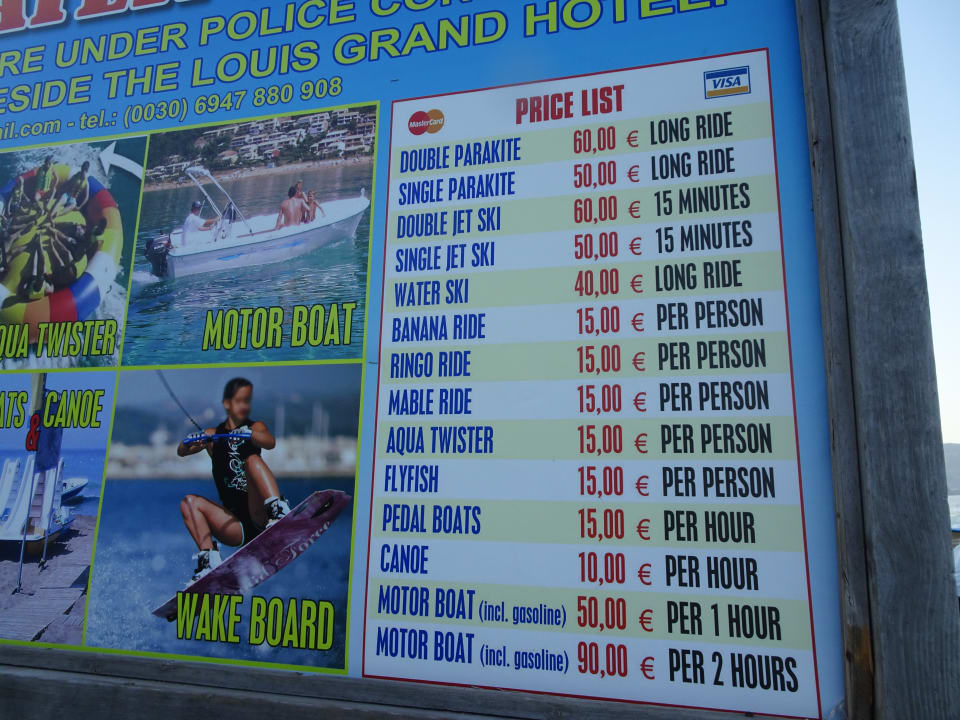 RE UNDER POLICE
ESIDE THE LOUIS GRAND HOTEL
il.com - tel.: (0030) 6947 880 908
AQUA TWISTER
MOTOR BOAT
& CANOE
WAKE BOARD
MasterCard
PRICE LIST
VISA
DOUBLE PARAKITE 60,00 € LONG RIDE
SINGLE PARAKITE 50,00 € LONG RIDE
DOUBLE JET SKI 60,00 € 15 MINUTES
SINGLE JET SKI 50,00 € 15 MINUTES
WATER SKI 40,00 € LONG RIDE
BANANA RIDE 15,00 € PER PERSON
RINGO RIDE 15,00 € PER PERSON
MABLE RIDE 15,00 € PER PERSON
AQUA TWISTER 15,00 € PER PERSON
FLYFISH 15,00 € PER PERSON
PEDAL BOATS 15,00 € PER HOUR
CANOE 10,00 € PER HOUR
MOTOR BOAT (incl. gasoline) 50,00 € PER 1 HOUR
MOTOR BOAT (incl. gasoline) 90,00 € PER 2 HOURS